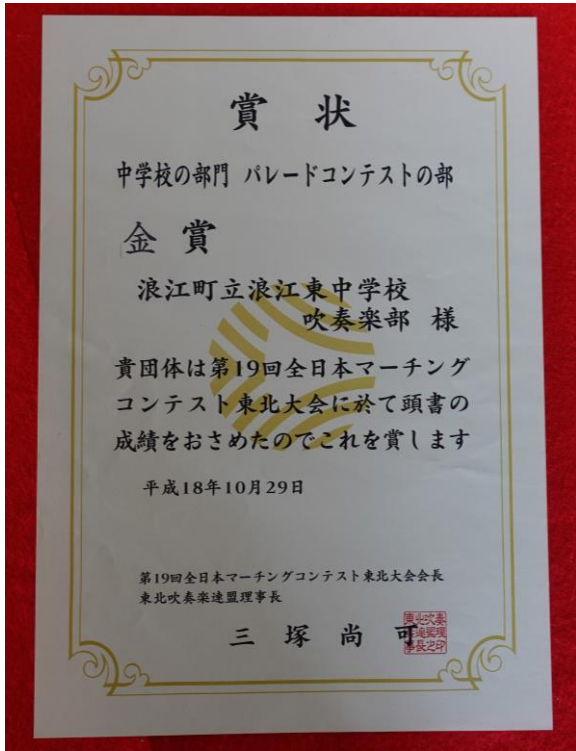 賞状
中学校の部門 パレードコンテストの部
金賞
浪江町立浪江東中学校
吹奏楽部 様
貴団体は第19回全日本マーチング
コンテスト東北大会に於て頭書の
成績をおさめたのでこれを賞します
平成18年10月29日
第19回全日本マーチングコンテスト東北大会会長
東北吹奏楽連盟理事長
三塚尚可